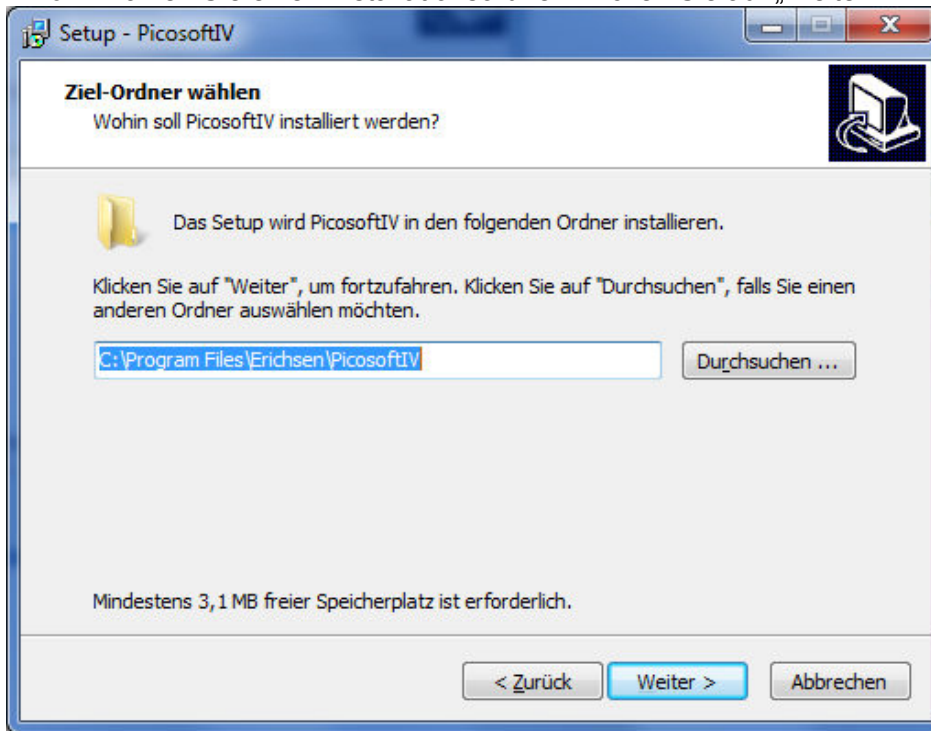 Setup - PicosoftIV
Ziel-Ordner wählen
Wohin soll PicosoftIV installiert werden?
Das Setup wird PicosoftIV in den folgenden Ordner installieren.
Klicken Sie auf "Weiter", um fortzufahren. Klicken Sie auf "Durchsuchen", falls Sie einen
anderen Ordner auswählen möchten.
C:\Program Files\Erichsen\PicosoftIV
Durchsuchen ...
Mindestens 3,1 MB freier Speicherplatz ist erforderlich.
< Zurück
Weiter >
Abbrechen